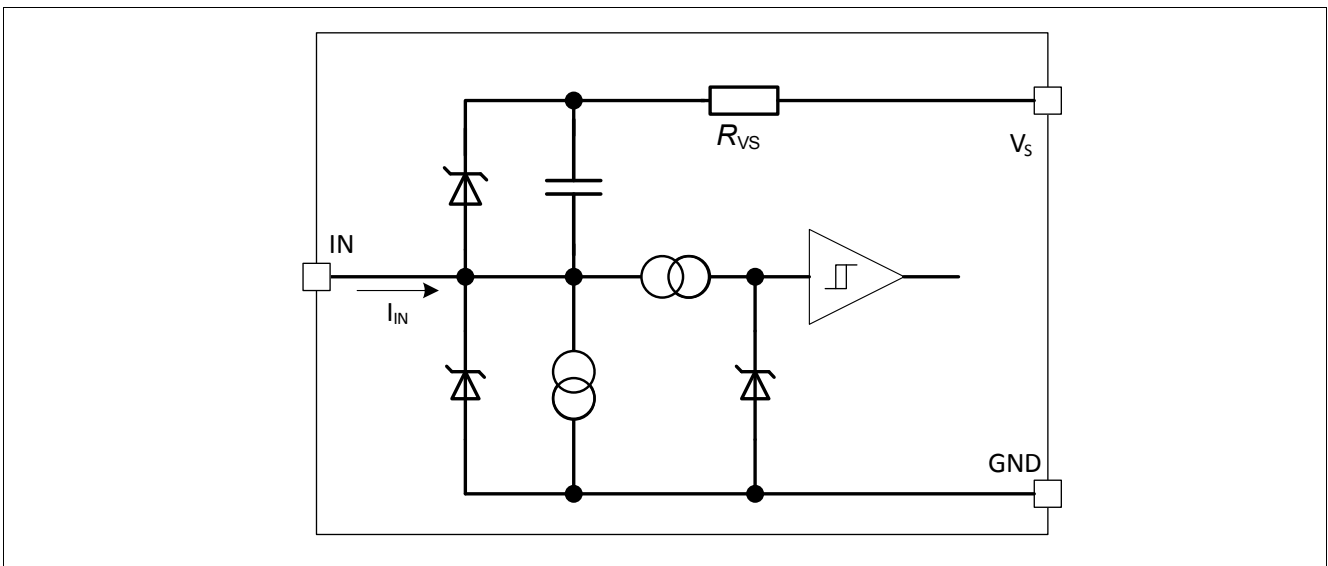 R_VS
V_S
IN
I_IN
GND